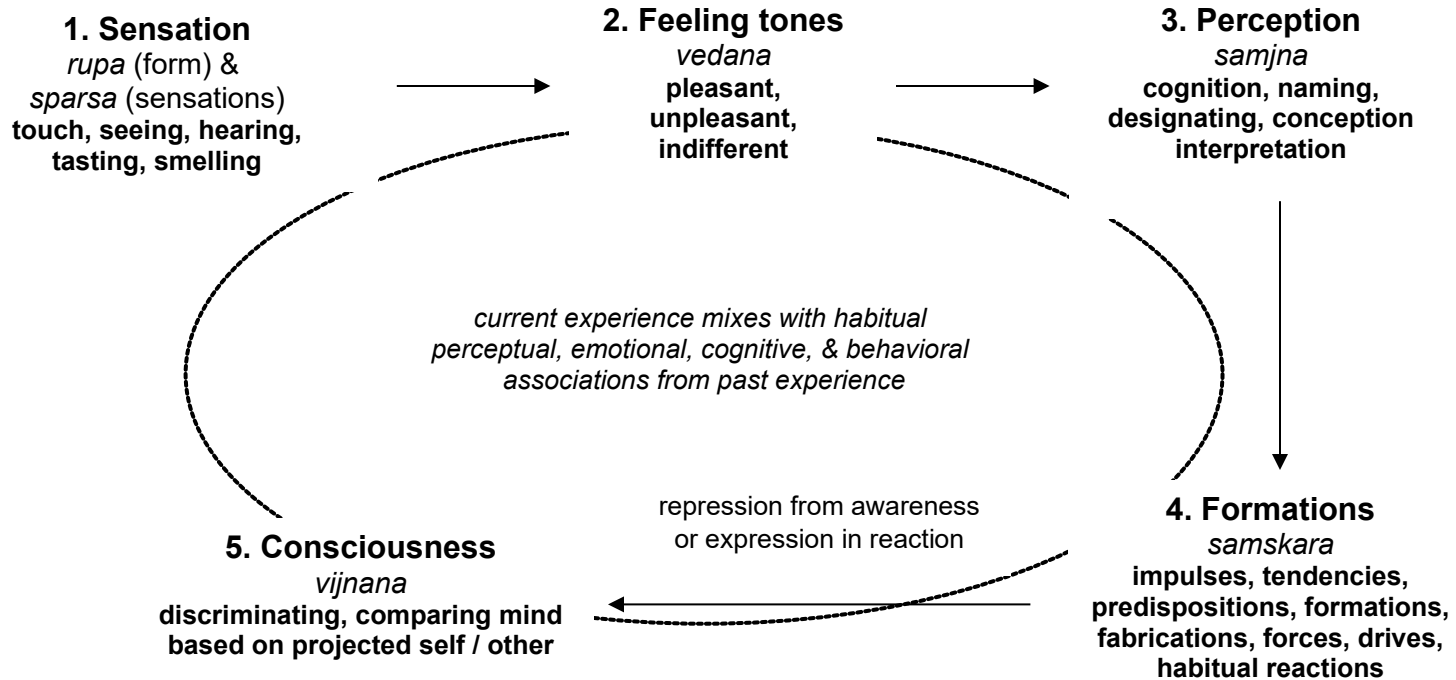 1. Sensation
rupa (form) &
sparsa (sensations)
touch, seeing, hearing,
tasting, smelling
2. Feeling tones
vedana
pleasant,
unpleasant,
indifferent
3. Perception
samjna
cognition, naming,
designating, conception
interpretation
current experience mixes with habitual
perceptual, emotional, cognitive, & behavioral
associations from past experience
repression from awareness
or expression in reaction
4. Formations
samskara
impulses, tendencies,
predispositions, formations,
fabrications, forces, drives,
habitual reactions
5. Consciousness
vijnana
discriminating, comparing mind
based on projected self / other